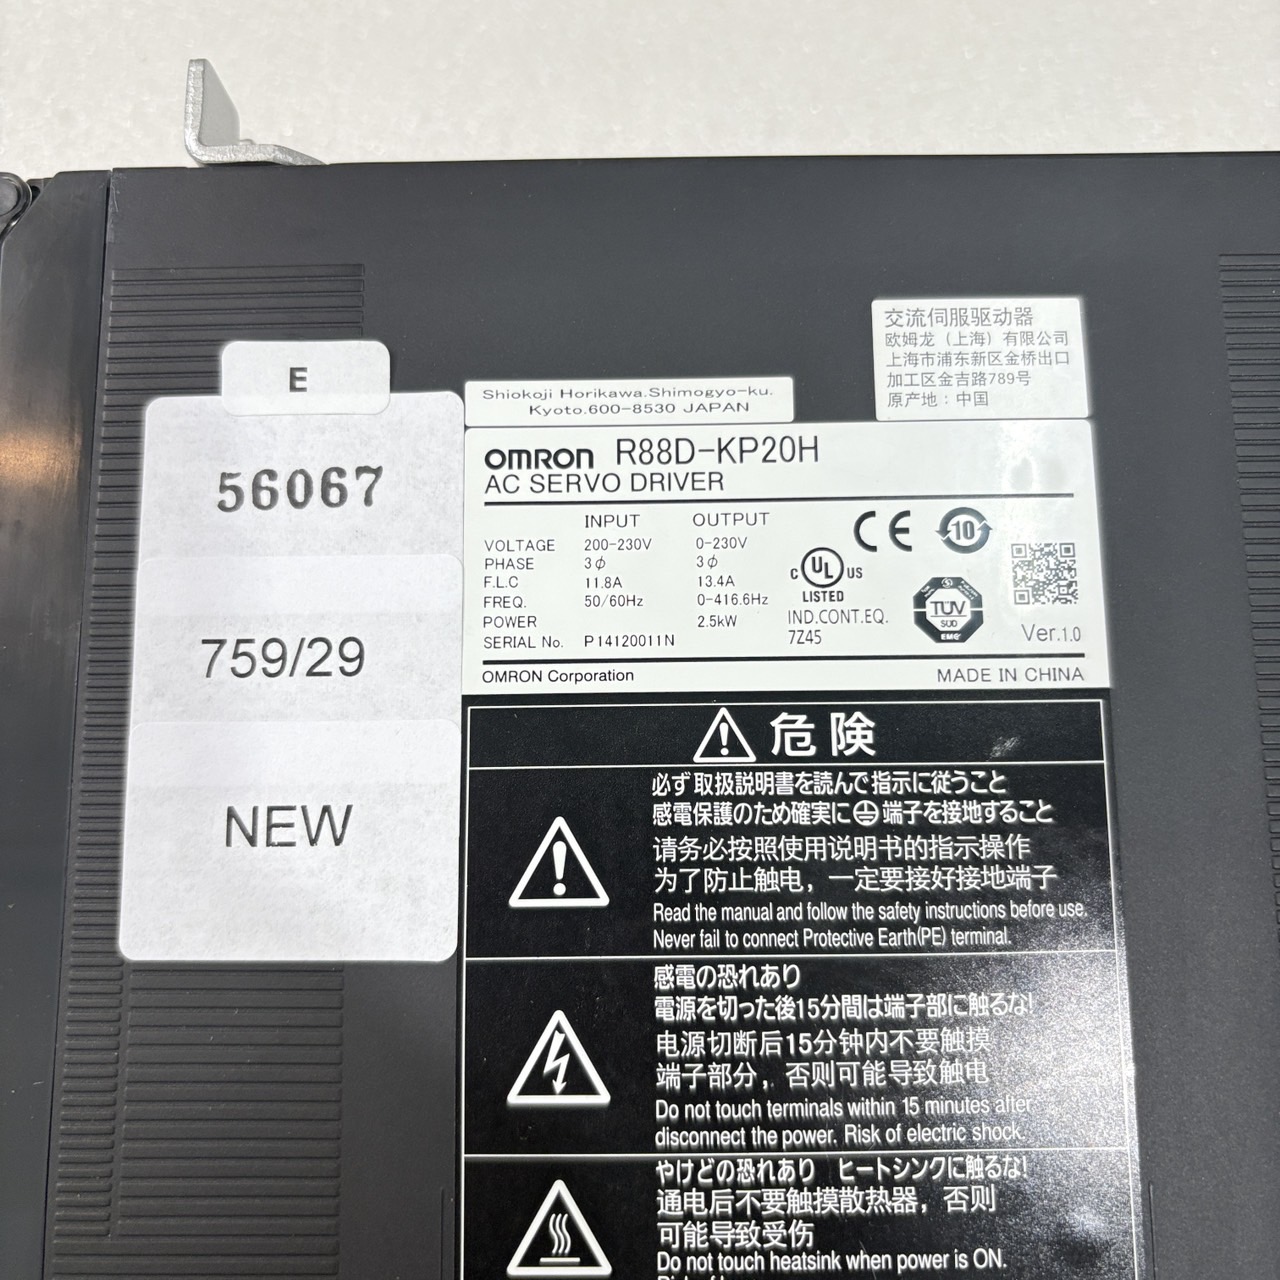 E
56067
759/29
NEW
Shiokoji Horikawa.Shimogyo-ku.
Kyoto.600-8530 JAPAN
交流伺服驱动器
欧姆龙（上海）有限公司
上海市浦东新区金桥出口
加工区金吉路789号
原产地：中国
OMRON R88D-KP20H
AC SERVO DRIVER
INPUT OUTPUT
VOLTAGE 200-230V 0-230V
PHASE 3φ 3φ
F.L.C 11.8A 13.4A
FREQ. 50/60Hz 0-416.6Hz
POWER 2.5kW
SERIAL No. P14120011N
CE
10
C UL US
LISTED
IND.CONT.EQ.
7Z45
TÜV
SÜD
EMC
Ver.1.0
OMRON Corporation MADE IN CHINA
危険
必ず取扱説明書を読んで指示に従うこと
感電保護のため確実に端子を接地すること
请务必按照使用说明书的指示操作
为了防止触电，一定要接好接地端子
Read the manual and follow the safety instructions before use.
Never fail to connect Protective Earth(PE) terminal.
感電の恐れあり
電源を切った後15分間は端子部に触るな!
电源切断后15分钟内不要触摸
端子部分，否则可能导致触电
Do not touch terminals within 15 minutes after
disconnect the power. Risk of electric shock.
やけどの恐れあり ヒートシンクに触るな!
通电后不要触摸散热器，否则
可能导致受伤
Do not touch heatsink when power is ON.